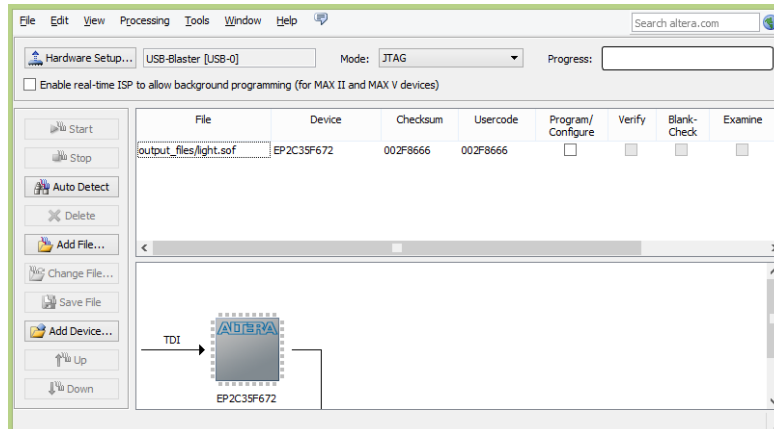 File Edit View Processing Tools Window Help Search altera.com
Hardware Setup... USB-Blaster [USB-0] Mode: JTAG Progress:
Enable real-time ISP to allow background programming (for MAX II and MAX V devices)
Start
Stop
Auto Detect
Delete
Add File...
Change File...
Save File
Add Device...
Up
Down
File Device Checksum Usercode Program/ Verify Blank- Examine
Configure Check
output_files/light.sof EP2C35F672 002F8666 002F8666
TDI
ALTERA
EP2C35F672